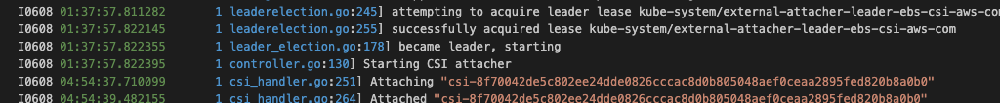 I0608 01:37:57.811282       1 leaderelection.go:245] attempting to acquire leader lease kube-system/external-attacher-leader-ebs-csi-aws-co
I0608 01:37:57.822145       1 leaderelection.go:255] successfully acquired lease kube-system/external-attacher-leader-ebs-csi-aws-com
I0608 01:37:57.822355       1 leader_election.go:178] became leader, starting
I0608 01:37:57.822395       1 controller.go:130] Starting CSI attacher
I0608 04:54:37.710099       1 csi_handler.go:251] Attaching "csi-8f70042de5c802ee24dde0826cccac8d0b805048aef0ceaa2895fed820b8a0b0"
I0608 04:54:39.482155       1 csi_handler.go:264] Attached "csi-8f70042de5c802ee24dde0826cccac8d0b805048aef0ceaa2895fed820b8a0b0"